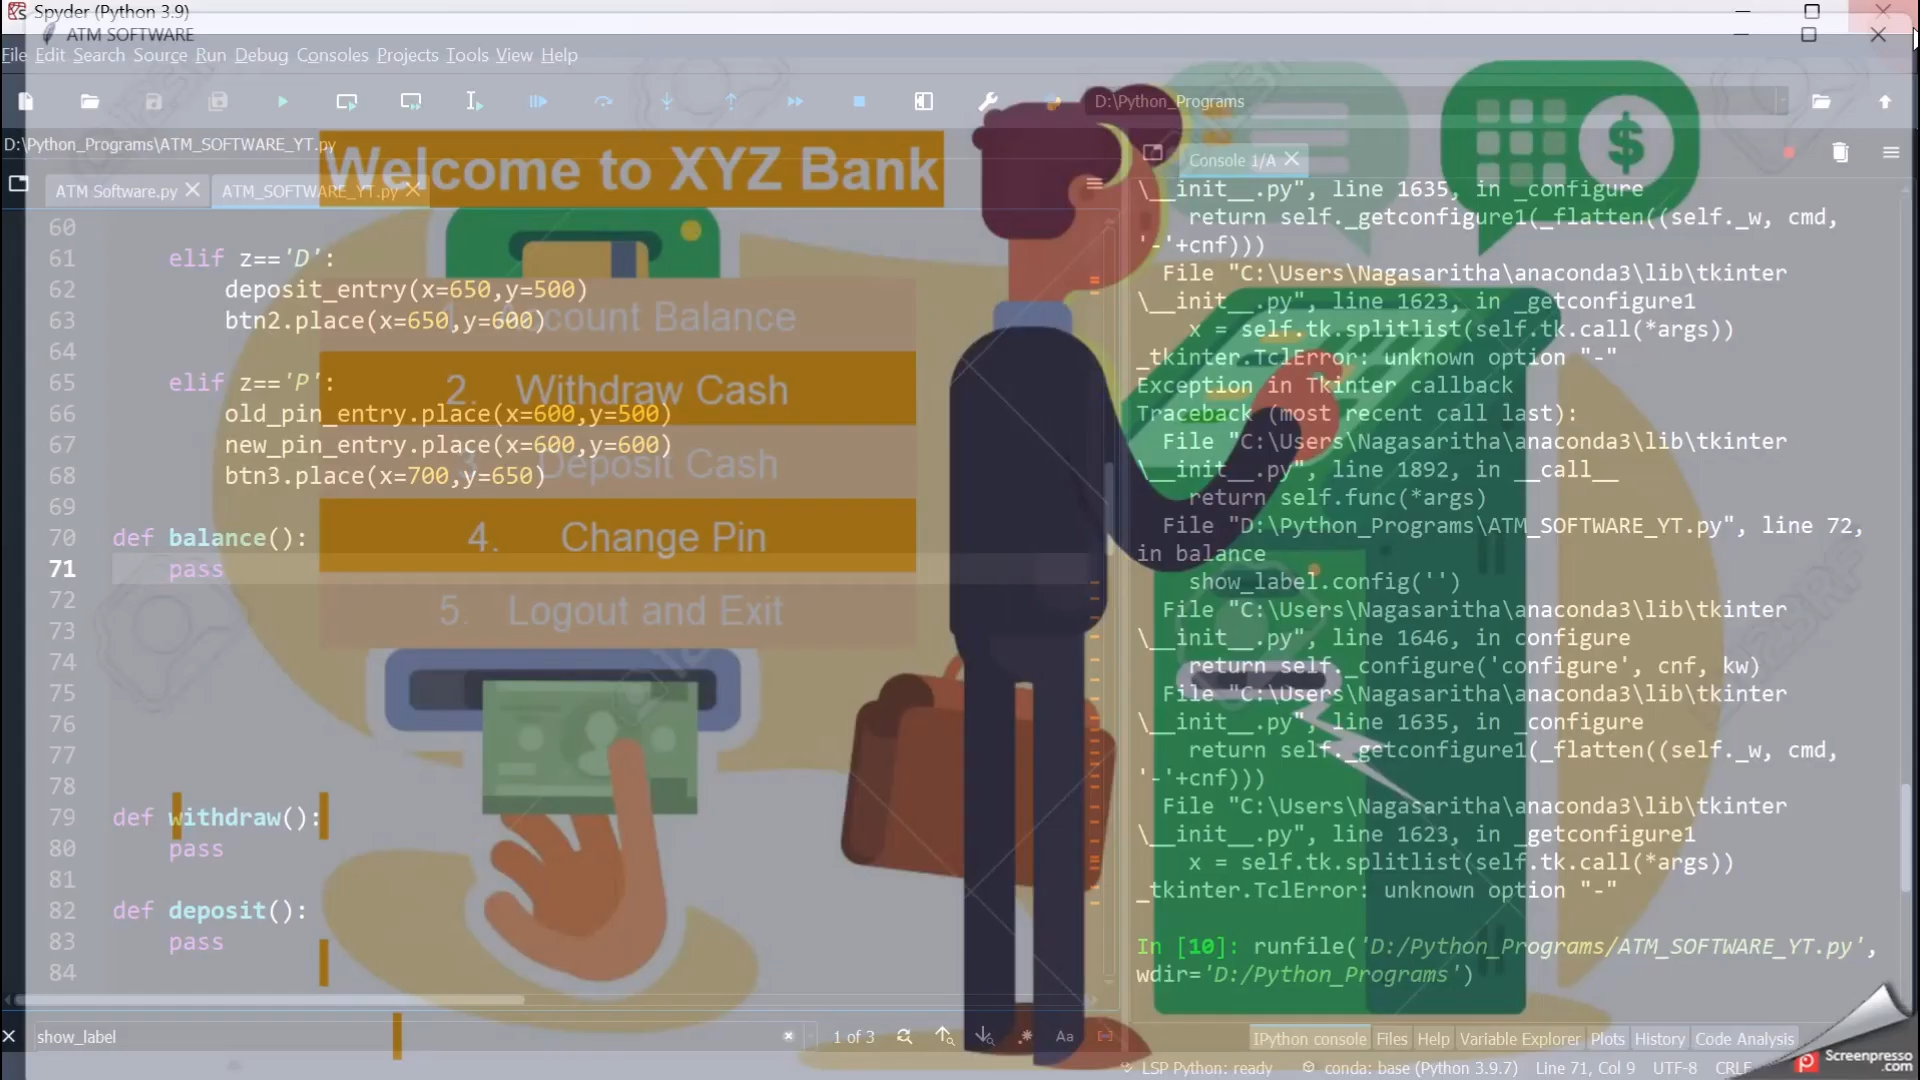 Spyder (Python 3.9)
ATM SOFTWARE
File Edit Search Source Run Debug Consoles Projects Tools View Help
D:\Python_Programs
D:\Python_Programs\ATM_SOFTWARE_YT.py
Welcome to XYZ Bank
ATM Software.py
ATM_SOFTWARE_YT.py
60
61 elif z=='D':
62 deposit_entry(x=650,y=500)
63 btn2.place(x=650,y=600)
64
65 elif z=='P':
66 old_pin_entry.place(x=600,y=500)
67 new_pin_entry.place(x=600,y=600)
68 btn3.place(x=700,y=650)
69
70 def balance():
71 pass
72
73
74
75
76
77
78
79 def withdraw():
80 pass
81
82 def deposit():
83 pass
84
1. Account Balance
2. Withdraw Cash
3. Deposit Cash
4. Change Pin
5. Logout and Exit
show_label
1 of 3
Aa
Console 1/A
\__init__.py", line 1635, in _configure
return self._getconfigure1(_flatten((self._w, cmd,
'-'+cnf)))
File "C:\Users\Nagasaritha\anaconda3\lib\tkinter
\__init__.py", line 1623, in _getconfigure1
x = self.tk.splitlist(self.tk.call(*args))
_tkinter.TclError: unknown option "-"
Exception in Tkinter callback
Traceback (most recent call last):
File "C:\Users\Nagasaritha\anaconda3\lib\tkinter
\__init__.py", line 1892, in __call__
return self.func(*args)
File "D:\Python_Programs\ATM_SOFTWARE_YT.py", line 72,
in balance
show_label.config('')
File "C:\Users\Nagasaritha\anaconda3\lib\tkinter
\__init__.py", line 1646, in configure
return self._configure('configure', cnf, kw)
File "C:\Users\Nagasaritha\anaconda3\lib\tkinter
\__init__.py", line 1635, in _configure
return self._getconfigure1(_flatten((self._w, cmd,
'-'+cnf)))
File "C:\Users\Nagasaritha\anaconda3\lib\tkinter
\__init__.py", line 1623, in _getconfigure1
x = self.tk.splitlist(self.tk.call(*args))
_tkinter.TclError: unknown option "-"
In [10]: runfile('D:/Python_Programs/ATM_SOFTWARE_YT.py',
wdir='D:/Python_Programs')
IPython console Files Help Variable Explorer Plots History Code Analysis
LSP Python: ready conda: base (Python 3.9.7) Line 71, Col 9 UTF-8 CRLF
Screenpresso
.com